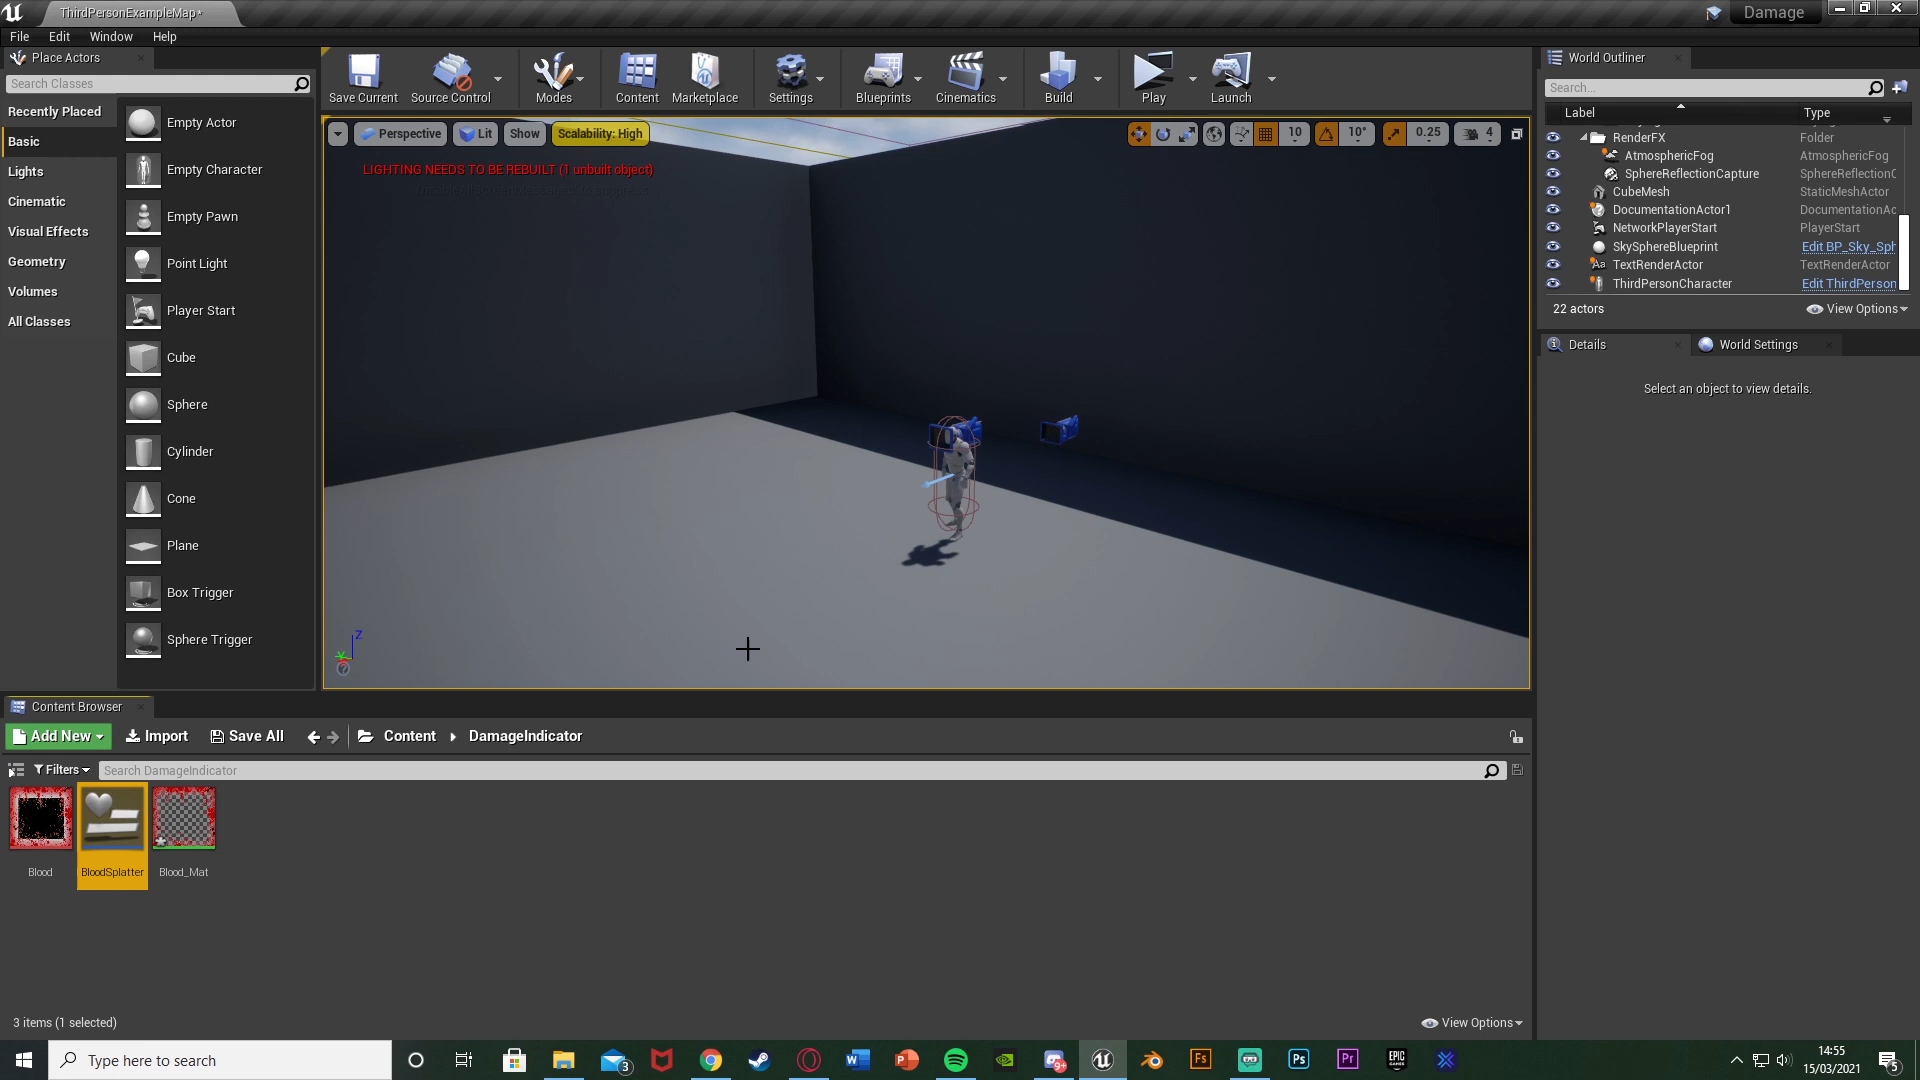 ThirdPersonExampleMap*
Damage
File Edit Window Help
Place Actors
Search Classes
Recently Placed
Basic
Lights
Cinematic
Visual Effects
Geometry
Volumes
All Classes
Empty Actor
Empty Character
Empty Pawn
Point Light
Player Start
Cube
Sphere
Cylinder
Cone
Plane
Box Trigger
Sphere Trigger
Save Current Source Control Modes Content Marketplace Settings Blueprints Cinematics Build Play Launch
Perspective Lit Show Scalability: High
10 10° 0.25 4
LIGHTING NEEDS TO BE REBUILT (1 unbuilt object)
Z
World Outliner
Search...
Label Type
RenderFX Folder
AtmosphericFog AtmosphericFog
SphereReflectionCapture SphereReflectionC
CubeMesh StaticMeshActor
DocumentationActor1 DocumentationAc
NetworkPlayerStart PlayerStart
SkySphereBlueprint Edit BP_Sky_Sph
TextRenderActor TextRenderActor
ThirdPersonCharacter Edit ThirdPerson
22 actors View Options
Details World Settings
Select an object to view details.
Content Browser
Add New Import Save All Content DamageIndicator
Filters Search DamageIndicator
Blood BloodSplatter Blood_Mat
3 items (1 selected) View Options
Type here to search
14:55
15/03/2021